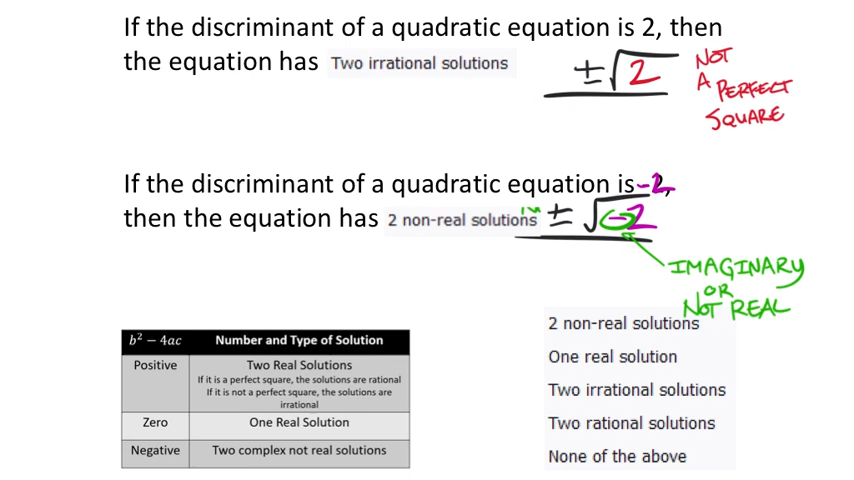 If the discriminant of a quadratic equation is 2, then
the equation has Two irrational solutions
±√2
NOT
A PERFECT
SQUARE
If the discriminant of a quadratic equation is -2,
then the equation has 2 non-real solutions ± √-2
IMAGINARY
OR
NOT REAL
b² − 4ac Number and Type of Solution
Positive Two Real Solutions
If it is a perfect square, the solutions are rational
If it is not a perfect square, the solutions are
irrational
Zero One Real Solution
Negative Two complex not real solutions
2 non-real solutions
One real solution
Two irrational solutions
Two rational solutions
None of the above